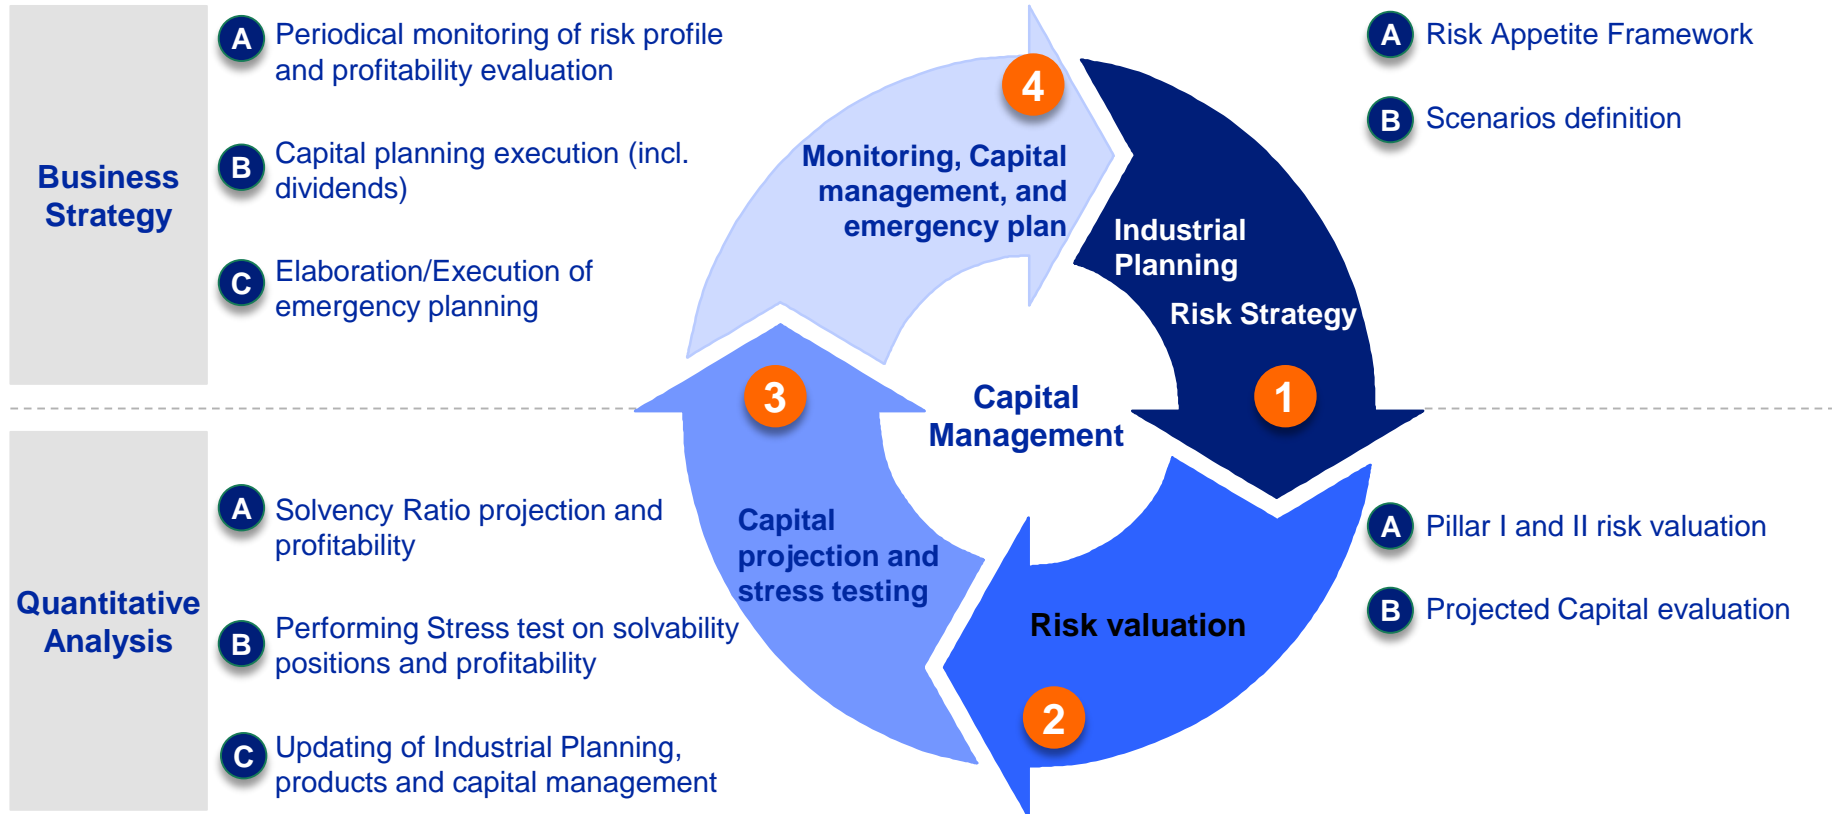 Business
Strategy
A
Periodical monitoring of risk profile
and profitability evaluation
B
Capital planning execution (incl.
dividends)
C
Elaboration/Execution of
emergency planning
4
Monitoring, Capital
management, and
emergency plan
Industrial
Planning
Risk Strategy
1
A
Risk Appetite Framework
B
Scenarios definition
3
Capital
Management
Quantitative
Analysis
A
Solvency Ratio projection and
profitability
B
Performing Stress test on solvability
positions and profitability
C
Updating of Industrial Planning,
products and capital management
Capital
projection and
stress testing
Risk valuation
2
A
Pillar I and II risk valuation
B
Projected Capital evaluation